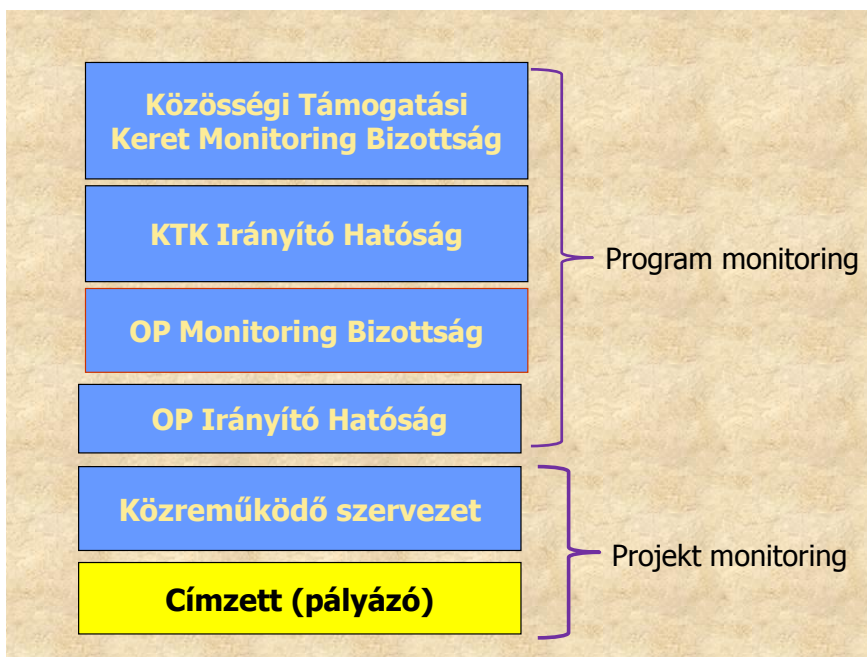 Közösségi Támogatási
Keret Monitoring Bizottság
KTK Irányító Hatóság
OP Monitoring Bizottság
OP Irányító Hatóság
Program monitoring
Közreműködő szervezet
Címzett (pályázó)
Projekt monitoring